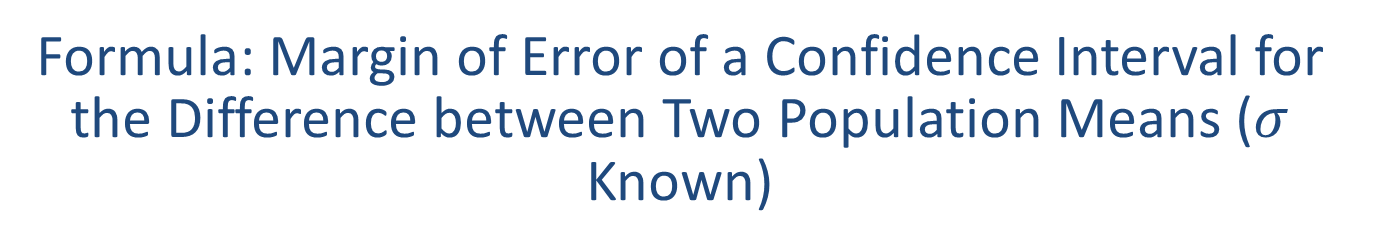 Formula: Margin of Error of a Confidence Interval for
the Difference between Two Population Means (σ
Known)